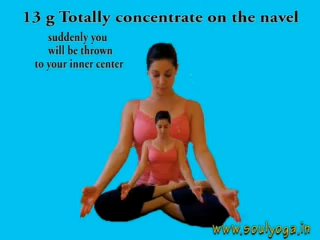 13 g Totally concentrate on the navel
suddenly you
will be thrown
to your inner center
www.soulyoga.in